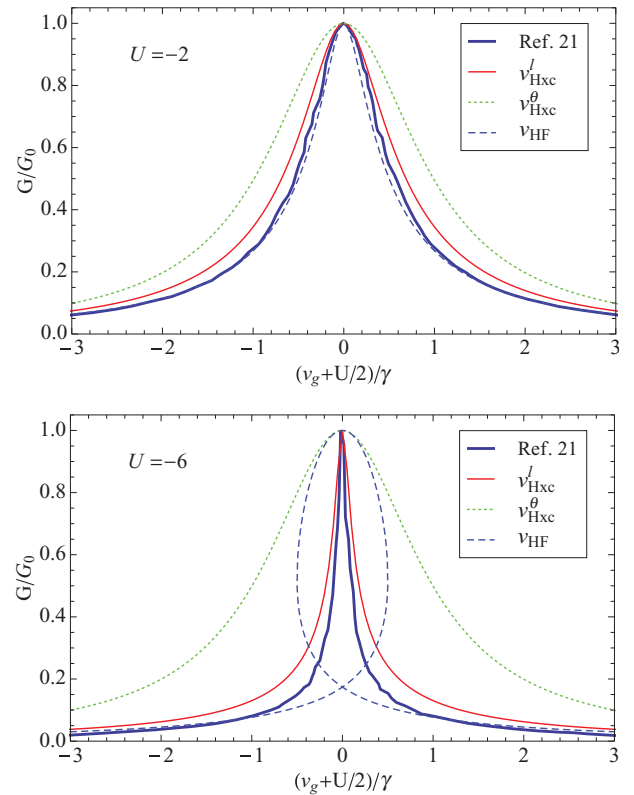 U = −2
Ref. 21
v^l_Hxc
v^θ_Hxc
v_HF
G/G₀
1.0
0.8
0.6
0.4
0.2
0.0
−3 −2 −1 0 1 2 3
(v_g+U/2)/γ
U = −6
Ref. 21
v^l_Hxc
v^θ_Hxc
v_HF
G/G₀
1.0
0.8
0.6
0.4
0.2
0.0
−3 −2 −1 0 1 2 3
(v_g+U/2)/γ